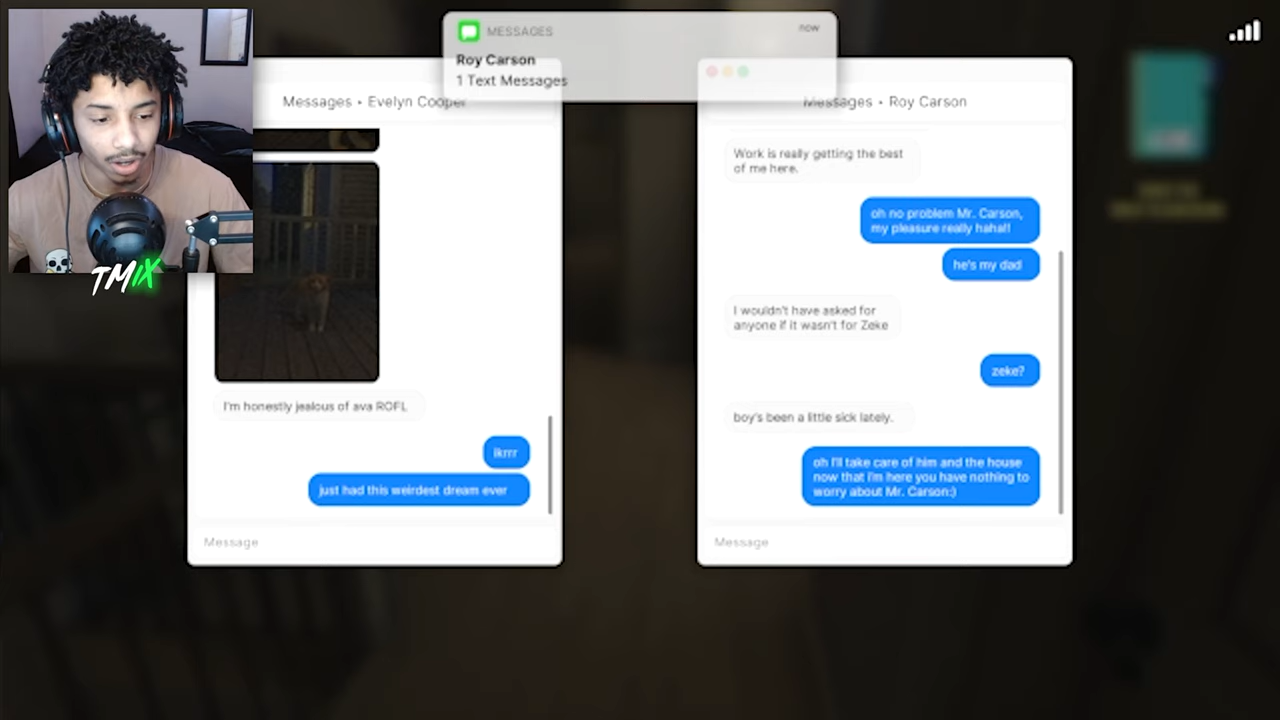 MESSAGES
now
Roy Carson
1 Text Messages
Messages • Evelyn Cooper
I'm honestly jealous of ava ROFL
ikrrr
just had this weirdest dream ever
Message
Messages • Roy Carson
Work is really getting the best
of me here.
oh no problem Mr. Carson,
my pleasure really haha!!
he's my dad
I wouldn't have asked for
anyone if it wasn't for Zeke
zeke?
boy's been a little sick lately.
oh I'll take care of him and the house
now that i'm here you have nothing to
worry about Mr. Carson:)
Message
TMIX